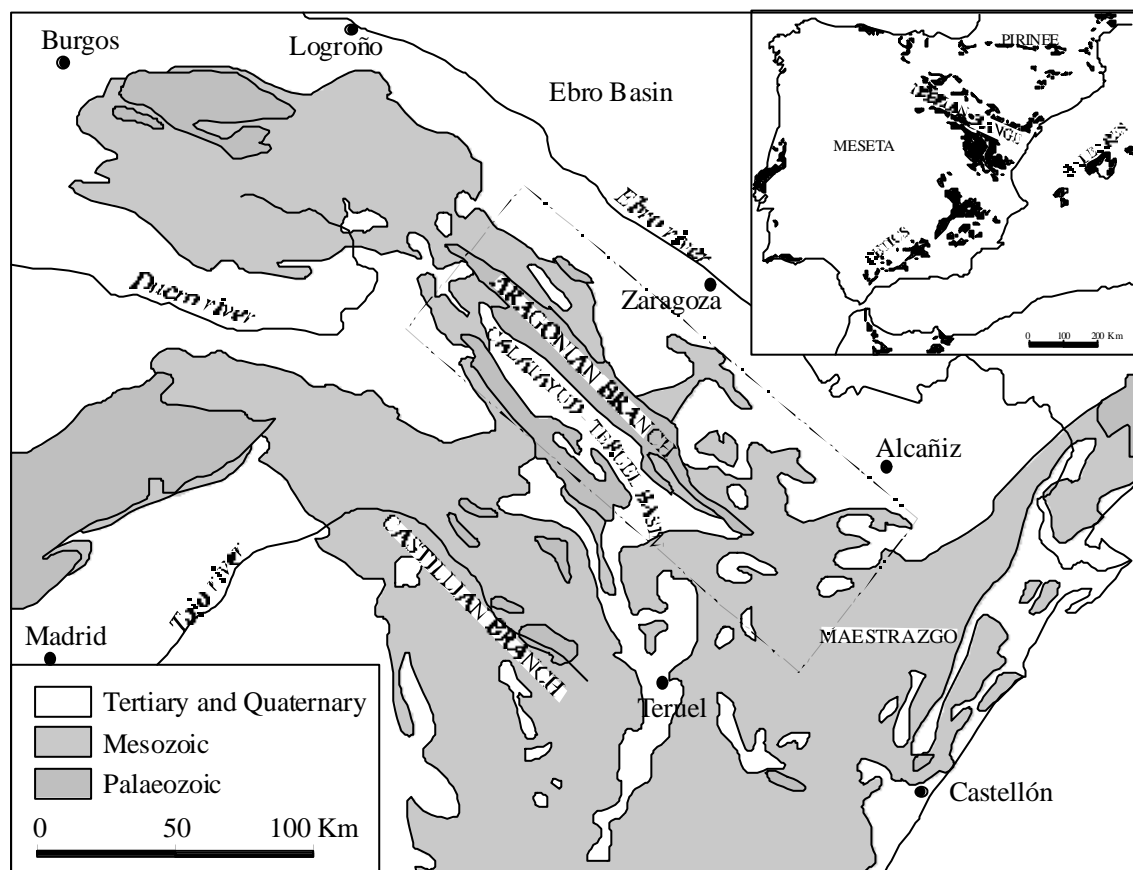 Burgos
Logroño
Ebro Basin
Ebro river
Zaragoza
Duero river
ARAGONIAN BRANCH
CALATAYUD - TERUEL BASIN
Alcañiz
CASTILLIAN BRANCH
Tajo river
Madrid
MAESTRAZGO
Teruel
Castellón
Tertiary and Quaternary
Mesozoic
Palaeozoic
0 50 100 Km
PIRINEE
MESETA
0 100 200 Km